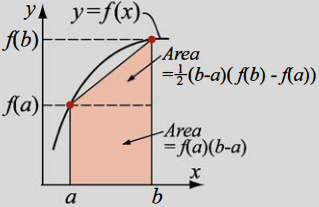 y
y=f(x)
f(b)
Area
=½(b-a)(f(b) - f(a))
f(a)
Area
=f(a)(b-a)
x
a
b